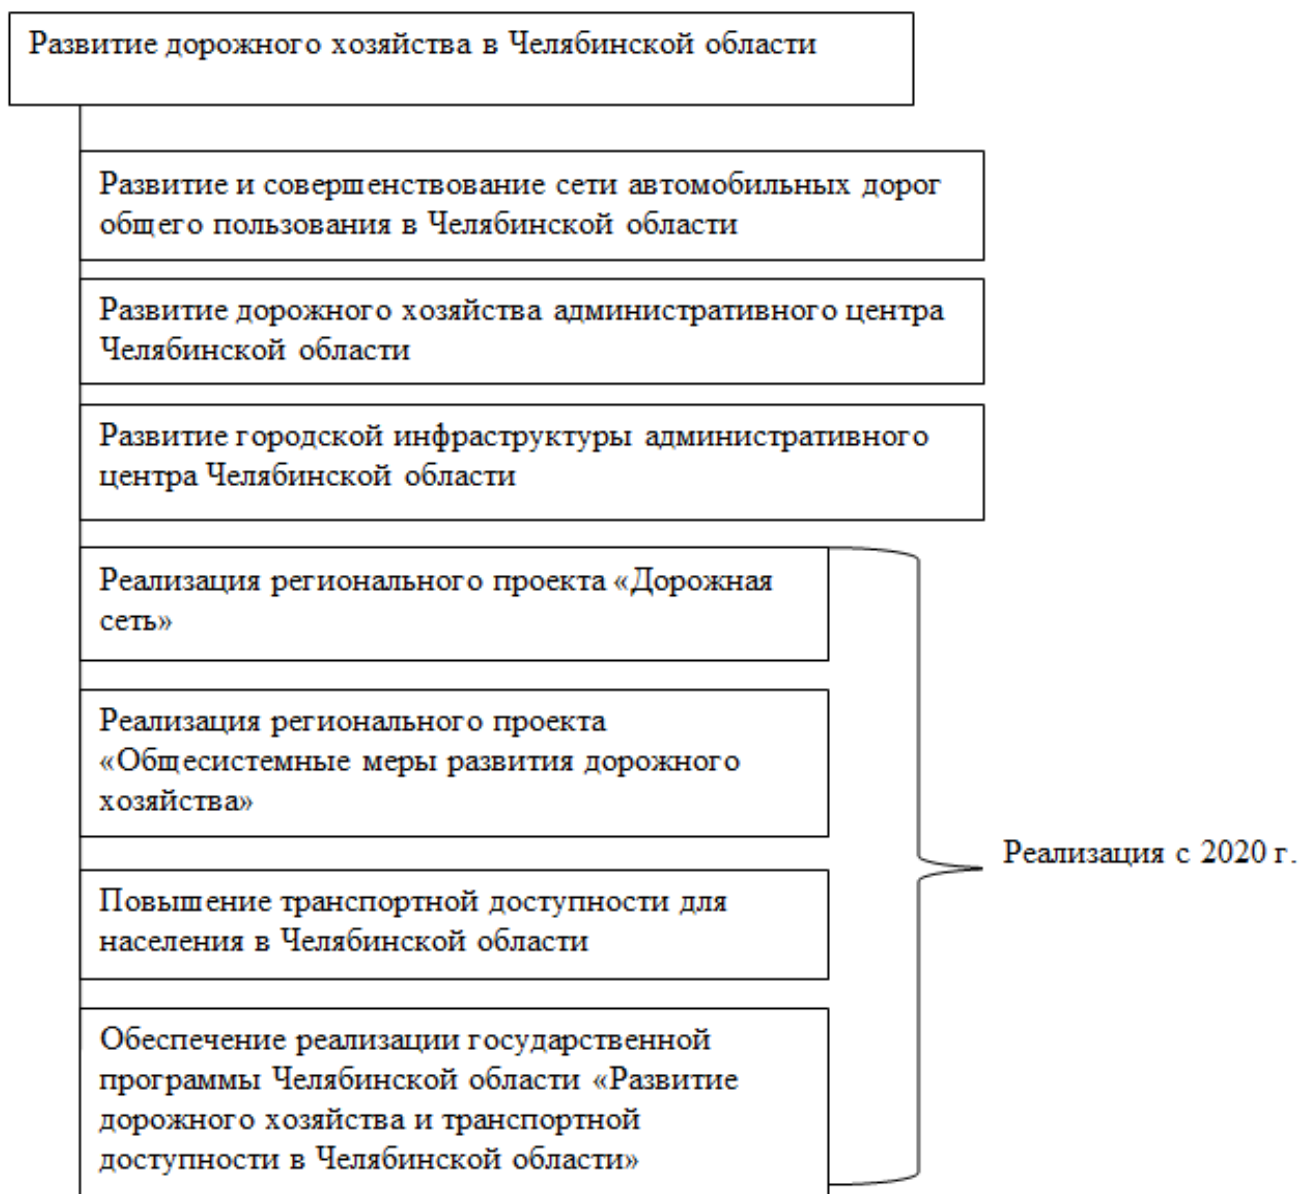 Развитие дорожного хозяйства в Челябинской области
Развитие и совершенствование сети автомобильных дорог
общего пользования в Челябинской области
Развитие дорожного хозяйства административного центра
Челябинской области
Развитие городской инфраструктуры административного
центра Челябинской области
Реализация регионального проекта «Дорожная
сеть»
Реализация регионального проекта
«Общесистемные меры развития дорожного
хозяйства»
Реализация с 2020 г.
Повышение транспортной доступности для
населения в Челябинской области
Обеспечение реализации государственной
программы Челябинской области «Развитие
дорожного хозяйства и транспортной
доступности в Челябинской области»